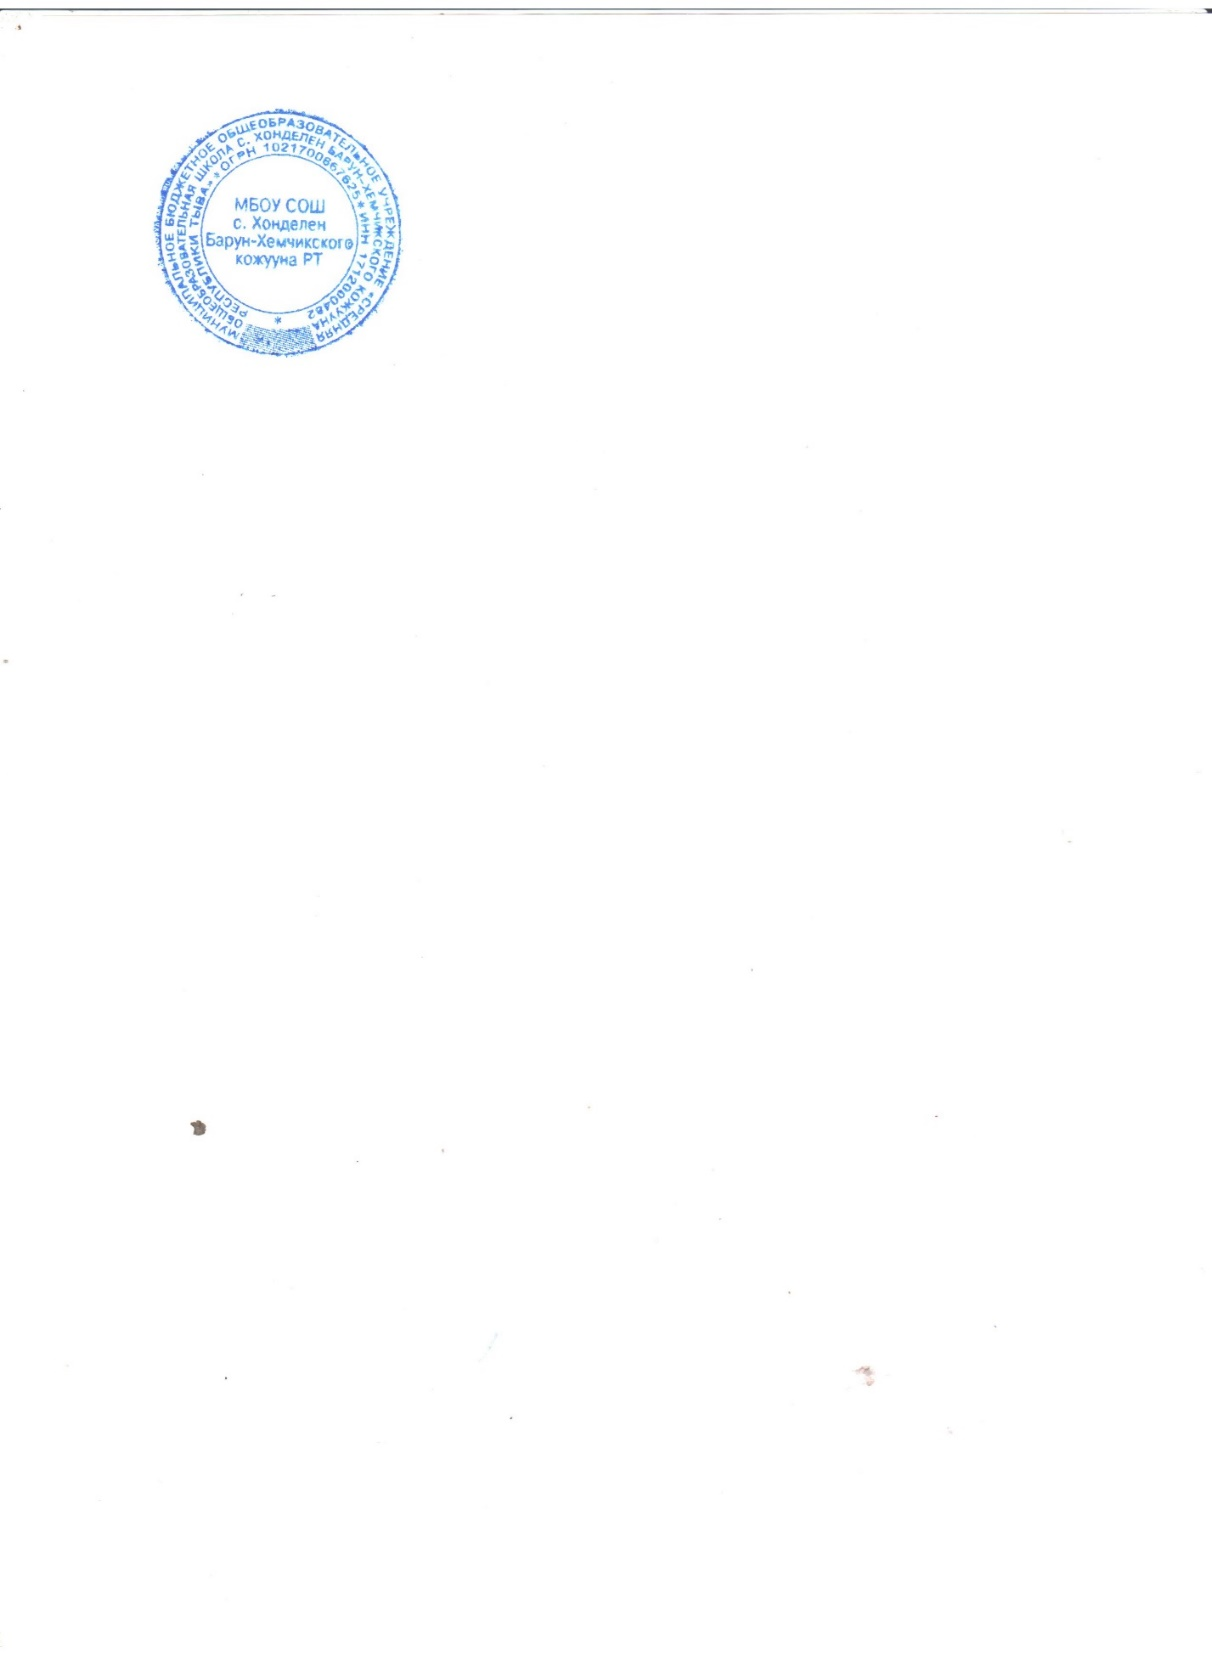 МУНИЦИПАЛЬНОЕ БЮДЖЕТНОЕ ОБЩЕОБРАЗОВАТЕЛЬНОЕ УЧРЕЖДЕНИЕ «СРЕДНЯЯ
ОБЩЕОБРАЗОВАТЕЛЬНАЯ ШКОЛА С. ХОНДЕЛЕН БАРУН-ХЕМЧИКСКОГО КОЖУУНА
РЕСПУБЛИКИ ТЫВА» * ОГРН 1021700667625 * ИНН 1712000482
*
МБОУ СОШ
с. Хонделен
Барун-Хемчикского
кожууна РТ